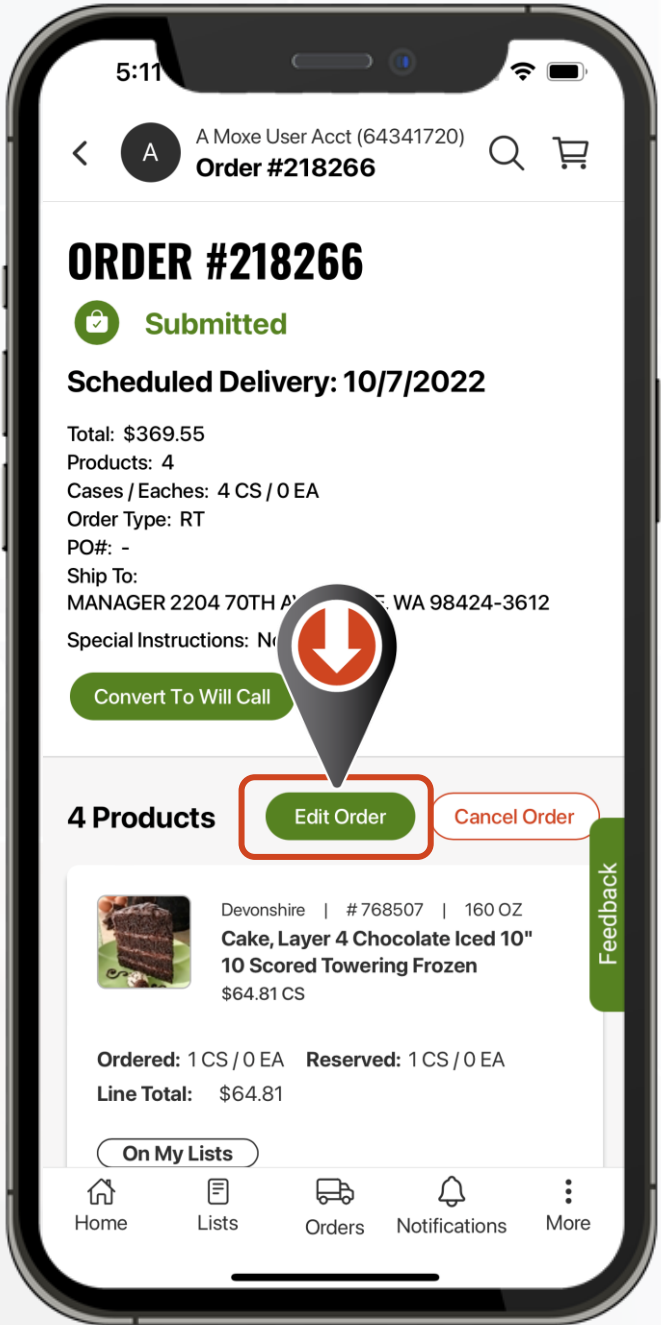 5:11
A
A Moxe User Acct (64341720)
Order #218266
ORDER #218266
Submitted
Scheduled Delivery: 10/7/2022
Total: $369.55
Products: 4
Cases / Eaches: 4 CS / 0 EA
Order Type: RT
PO#: -
Ship To:
MANAGER 2204 70TH WA 98424-3612
Special Instructions:
Convert To Will Call
4 Products
Edit Order
Cancel Order
Feedback
Devonshire | # 768507 | 160 OZ
Cake, Layer 4 Chocolate Iced 10"
10 Scored Towering Frozen
$64.81 CS
Ordered: 1 CS / 0 EA Reserved: 1 CS / 0 EA
Line Total: $64.81
On My Lists
Home
Lists
Orders
Notifications
More